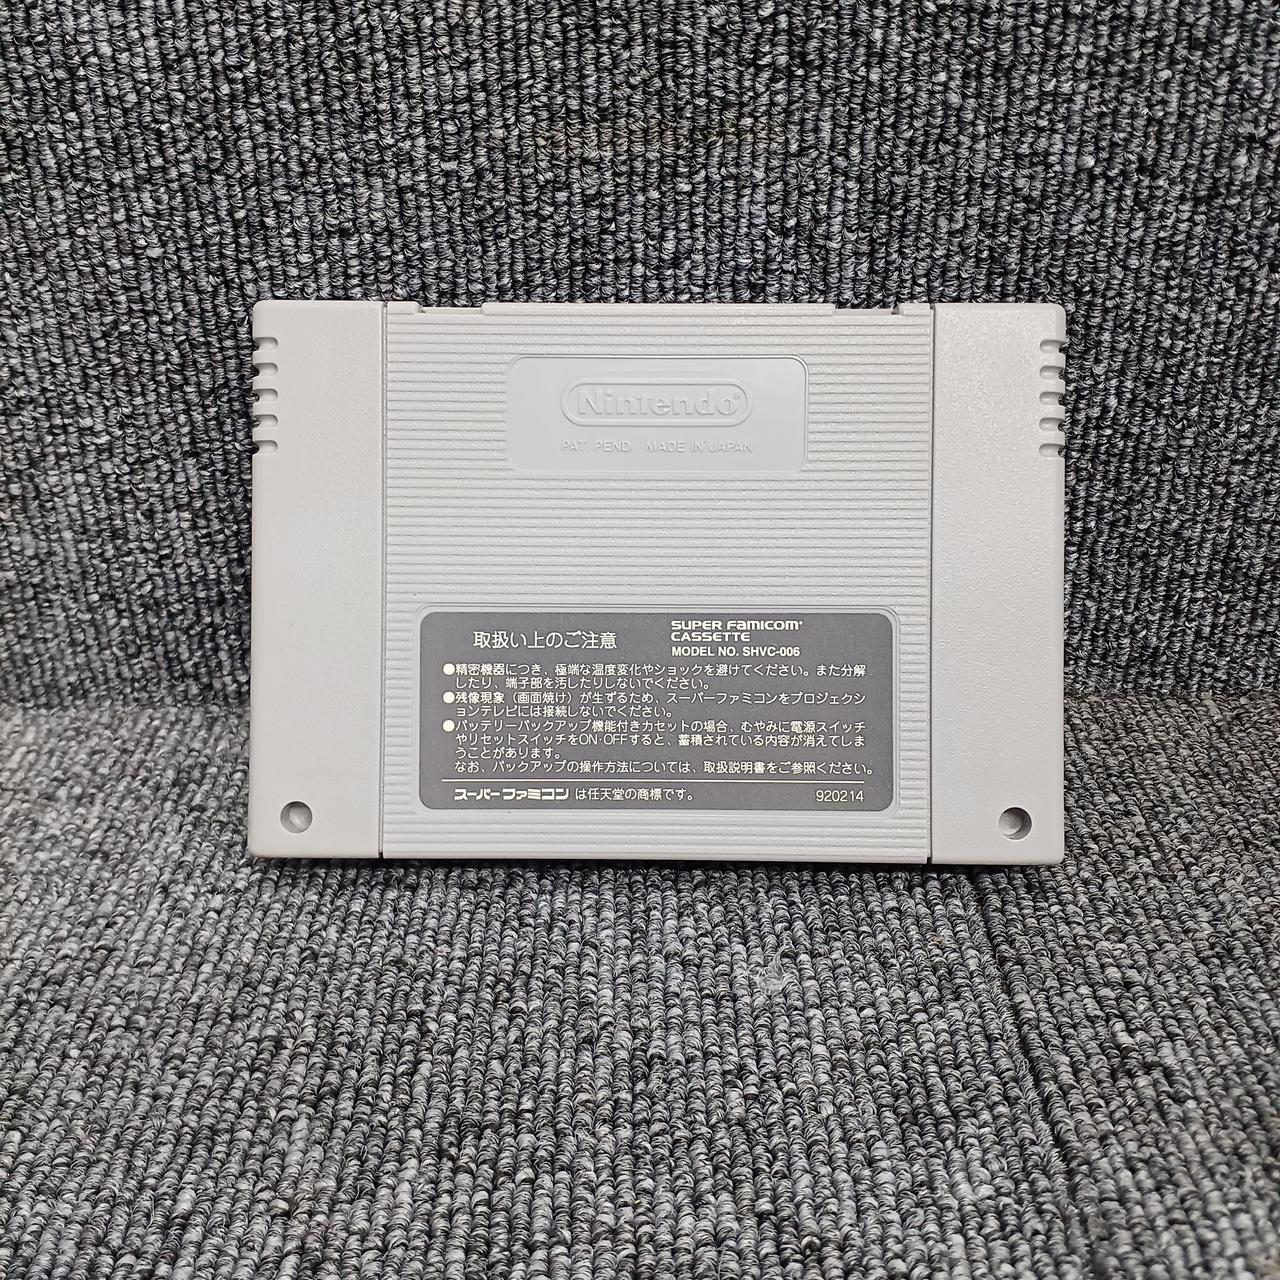 Nintendo®
PAT. PEND. MADE IN JAPAN
取扱い上のご注意
SUPER FAMICOM®
CASSETTE
MODEL NO. SHVC-006
●精密機器につき、極端な温度変化やショックを避けてください。また分解
したり、端子部を汚したりしないでください。
●残像現象（画面焼け）が生ずるため、スーパーファミコンをプロジェクシ
ョンテレビには接続しないでください。
●バッテリーバックアップ機能付きカセットの場合、むやみに電源スイッチ
やリセットスイッチをON・OFFすると、蓄積されている内容が消えてしま
うことがあります。
なお、バックアップの操作方法については、取扱説明書をご参照ください。
スーパーファミコン は任天堂の商標です。
920214